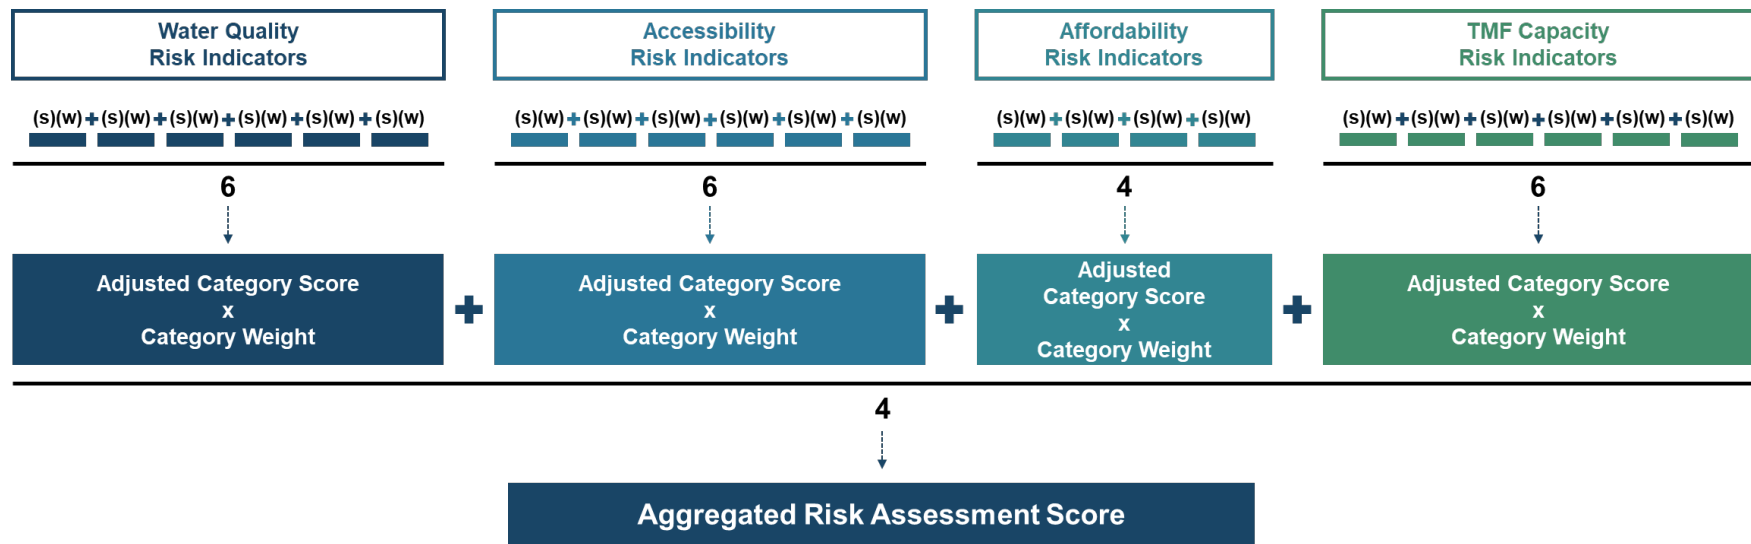 Water Quality
Risk Indicators
Accessibility
Risk Indicators
Affordability
Risk Indicators
TMF Capacity
Risk Indicators
(s)(w)+(s)(w)+(s)(w)+(s)(w)+(s)(w)+(s)(w)
(s)(w)+(s)(w)+(s)(w)+(s)(w)+(s)(w)+(s)(w)
(s)(w)+(s)(w)+(s)(w)+(s)(w)
(s)(w)+(s)(w)+(s)(w)+(s)(w)+(s)(w)+(s)(w)
6
6
4
6
Adjusted Category Score
x
Category Weight
+
Adjusted Category Score
x
Category Weight
+
Adjusted
Category Score
x
Category Weight
+
Adjusted Category Score
x
Category Weight
4
Aggregated Risk Assessment Score